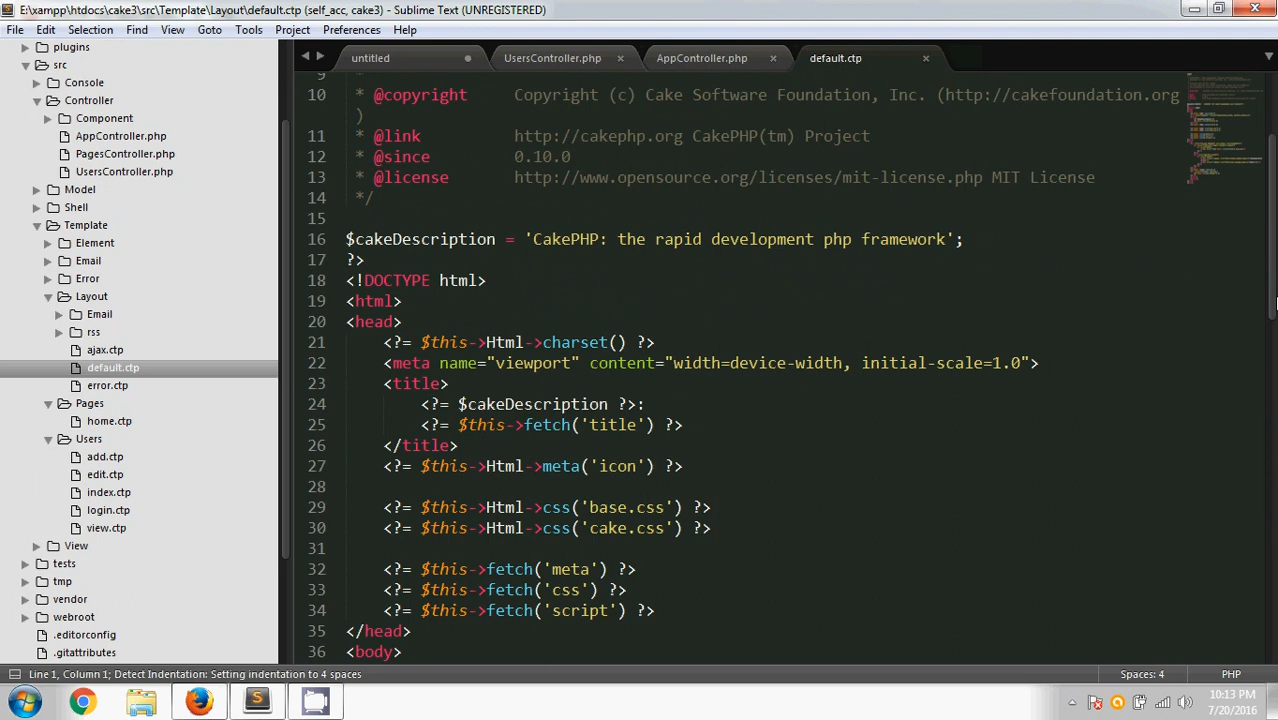 E:\xampp\htdocs\cake3\src\Template\Layout\default.ctp (self_acc, cake3) - Sublime Text (UNREGISTERED)
File Edit Selection Find View Goto Tools Project Preferences Help
plugins
src
Console
Controller
Component
AppController.php
PagesController.php
UsersController.php
Model
Shell
Template
Element
Email
Error
Layout
Email
rss
ajax.ctp
default.ctp
error.ctp
Pages
home.ctp
Users
add.ctp
edit.ctp
index.ctp
login.ctp
view.ctp
View
tests
tmp
vendor
webroot
.editorconfig
.gitattributes
untitled UsersController.php AppController.php default.ctp
9 *
10 * @copyright     Copyright (c) Cake Software Foundation, Inc. (http://cakefoundation.org
)
11 * @link          http://cakephp.org CakePHP(tm) Project
12 * @since         0.10.0
13 * @license       http://www.opensource.org/licenses/mit-license.php MIT License
14 */
15
16 $cakeDescription = 'CakePHP: the rapid development php framework';
17 ?>
18 <!DOCTYPE html>
19 <html>
20 <head>
21     <?= $this->Html->charset() ?>
22     <meta name="viewport" content="width=device-width, initial-scale=1.0">
23     <title>
24         <?= $cakeDescription ?>:
25         <?= $this->fetch('title') ?>
26     </title>
27     <?= $this->Html->meta('icon') ?>
28
29     <?= $this->Html->css('base.css') ?>
30     <?= $this->Html->css('cake.css') ?>
31
32     <?= $this->fetch('meta') ?>
33     <?= $this->fetch('css') ?>
34     <?= $this->fetch('script') ?>
35 </head>
36 <body>
Line 1, Column 1; Detect Indentation: Setting indentation to 4 spaces Spaces: 4 PHP
10:13 PM
7/20/2016